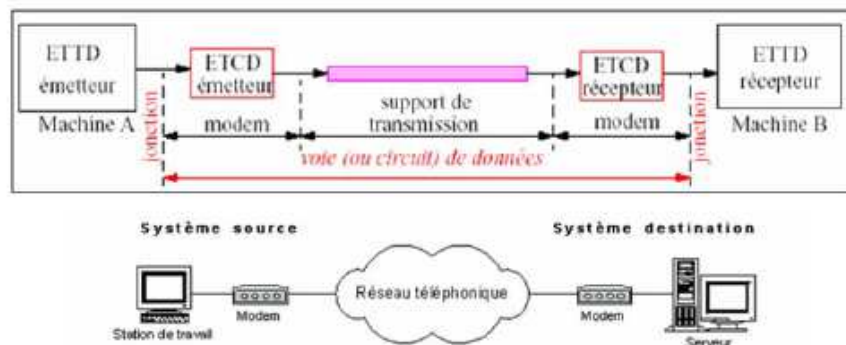 ETTD
émetteur
Machine A
jonction
ETCD
émetteur
modem
support de
transmission
ETCD
récepteur
modem
jonction
ETTD
récepteur
Machine B
voie (ou circuit) de données
Système source
Système destination
Station de travail
Modem
Réseau téléphonique
Modem
Serveur